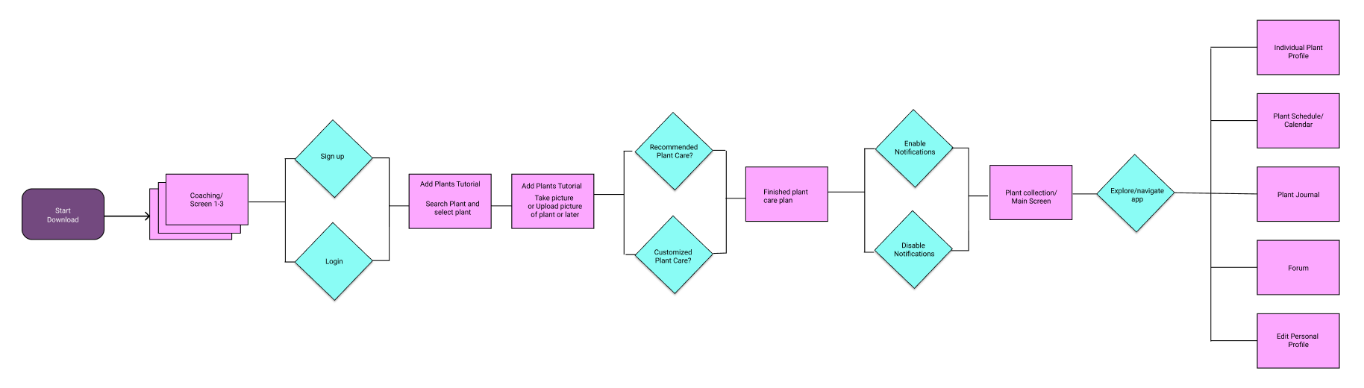 Start
Download
Coaching/
Screen 1-3
Sign up
Login
Add Plants Tutorial
Search Plant and
select plant
Add Plants Tutorial
Take picture
or Upload picture
of plant or later
Recommended
Plant Care?
Customized
Plant Care?
Finished plant
care plan
Enable
Notifications
Disable
Notifications
Plant collection/
Main Screen
Explore/navigate
app
Individual Plant
Profile
Plant Schedule/
Calendar
Plant Journal
Forum
Edit Personal
Profile